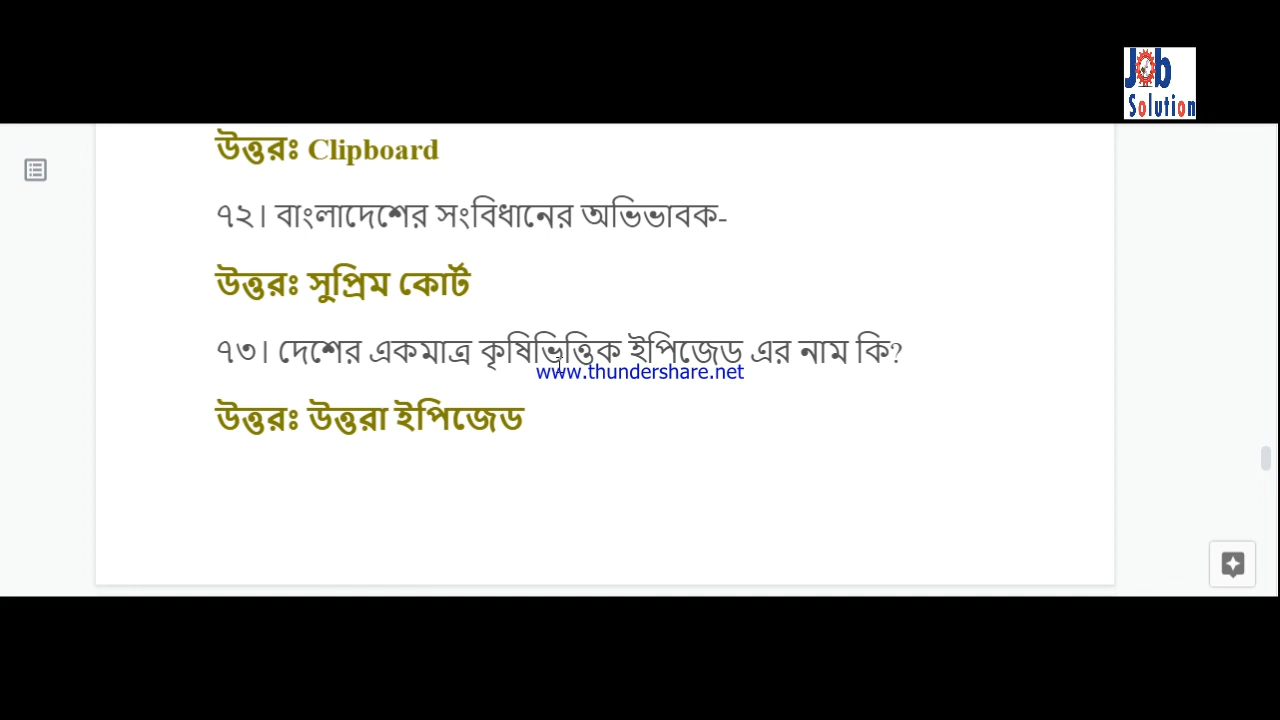 Job
Solution
উত্তরঃ Clipboard
৭২। বাংলাদেশের সংবিধানের অভিভাবক-
উত্তরঃ সুপ্রিম কোর্ট
৭৩। দেশের একমাত্র কৃষিভিত্তিক ইপিজেড এর নাম কি?
www.thundershare.net
উত্তরঃ উত্তরা ইপিজেড